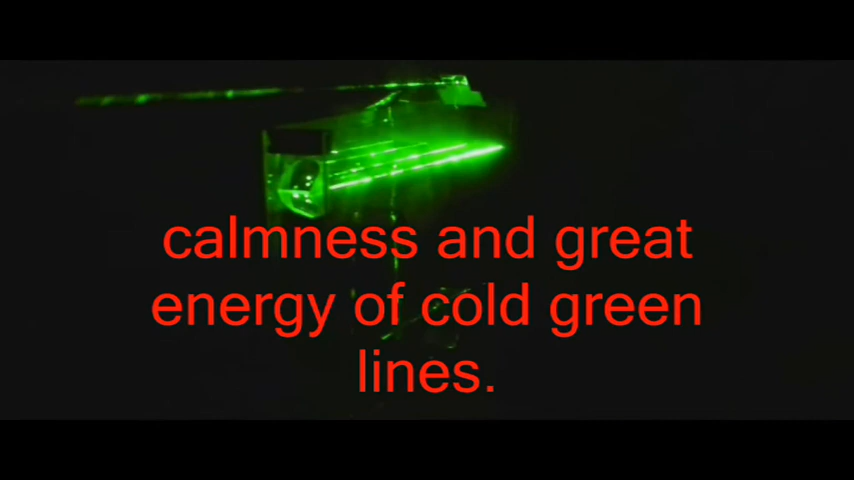 calmness and great
energy of cold green
lines.